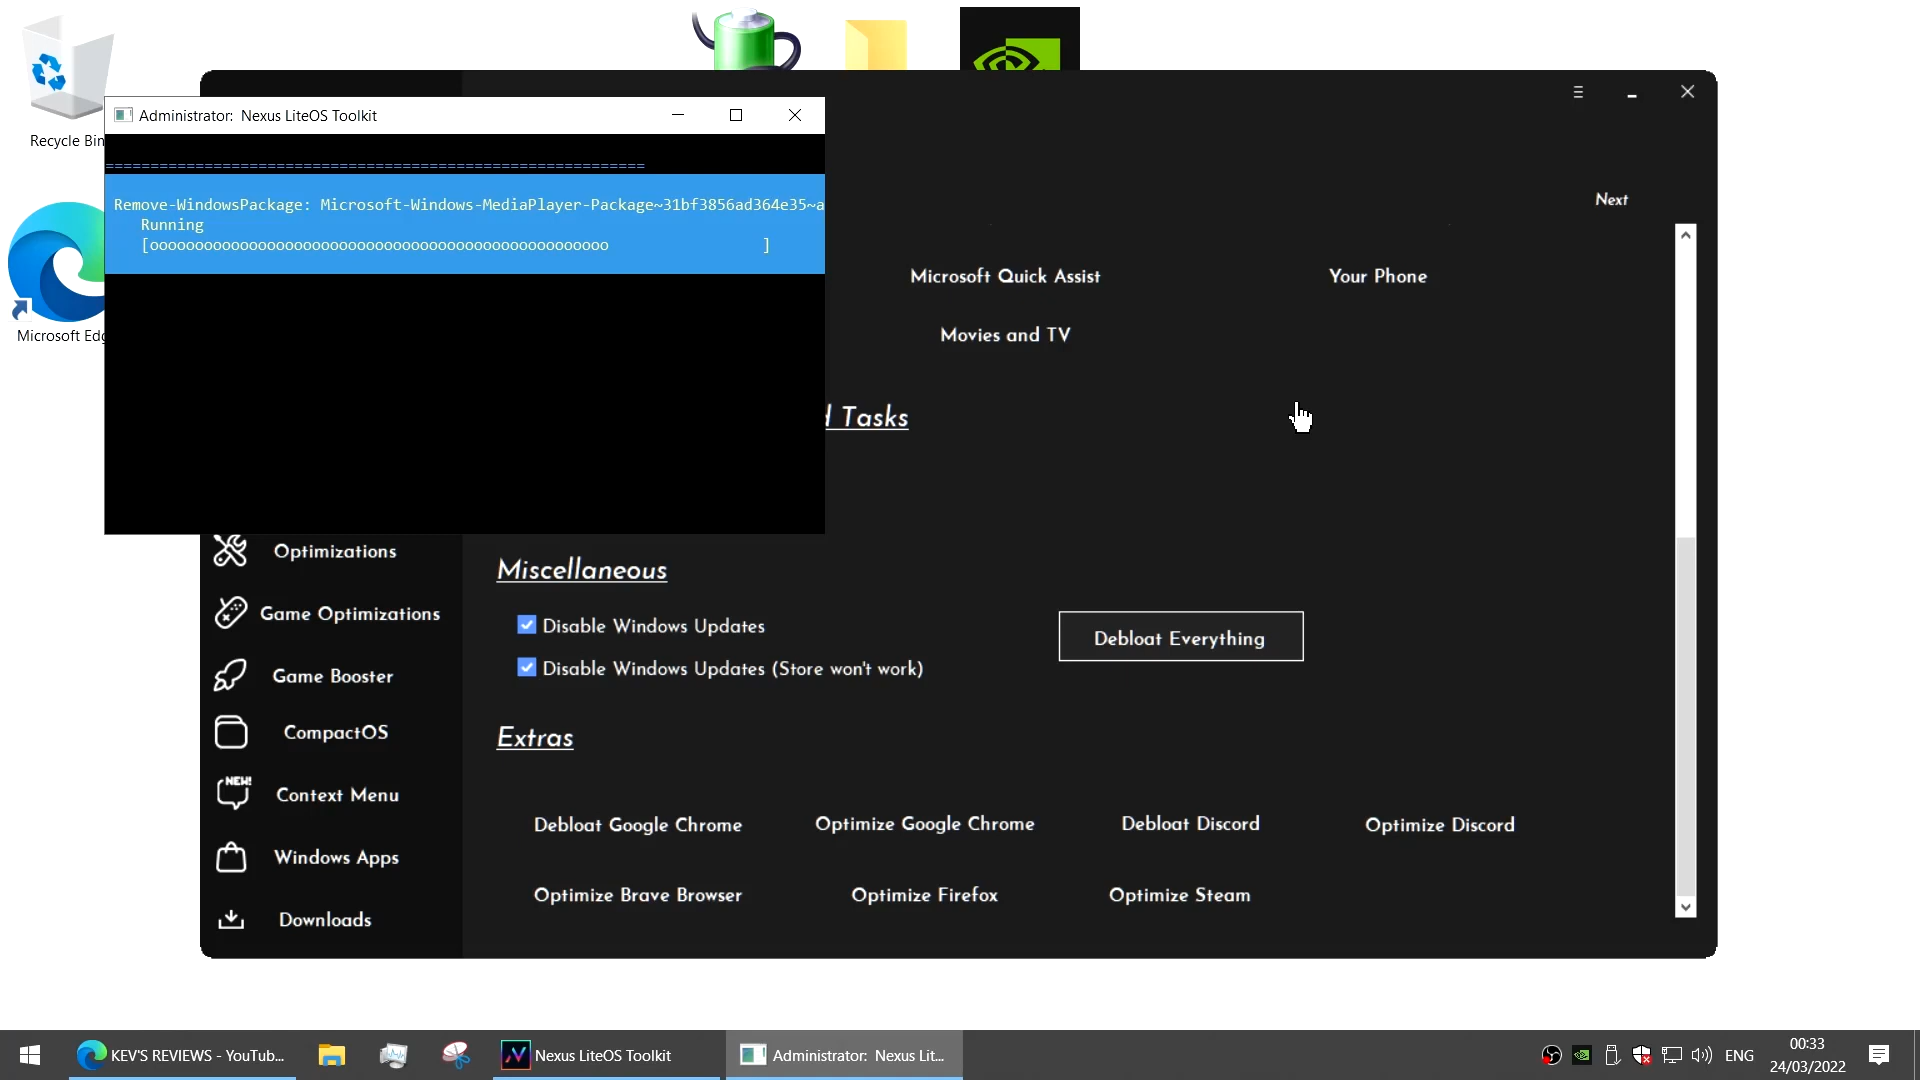 Recycle Bin
Microsoft Edg
Administrator:  Nexus LiteOS Toolkit
============================================================
Remove-WindowsPackage: Microsoft-Windows-MediaPlayer-Package~31bf3856ad364e35~a
Running
[ooooooooooooooooooooooooooooooooooooooooooooooooooo                 ]
Next
Microsoft Quick Assist
Your Phone
Movies and TV
d Tasks
Optimizations
Game Optimizations
Game Booster
CompactOS
NEW!
Context Menu
Windows Apps
Downloads
Miscellaneous
Disable Windows Updates
Disable Windows Updates (Store won't work)
Debloat Everything
Extras
Debloat Google Chrome
Optimize Google Chrome
Debloat Discord
Optimize Discord
Optimize Brave Browser
Optimize Firefox
Optimize Steam
KEV'S REVIEWS - YouTub...
Nexus LiteOS Toolkit
Administrator:  Nexus Lit...
ENG
00:33
24/03/2022